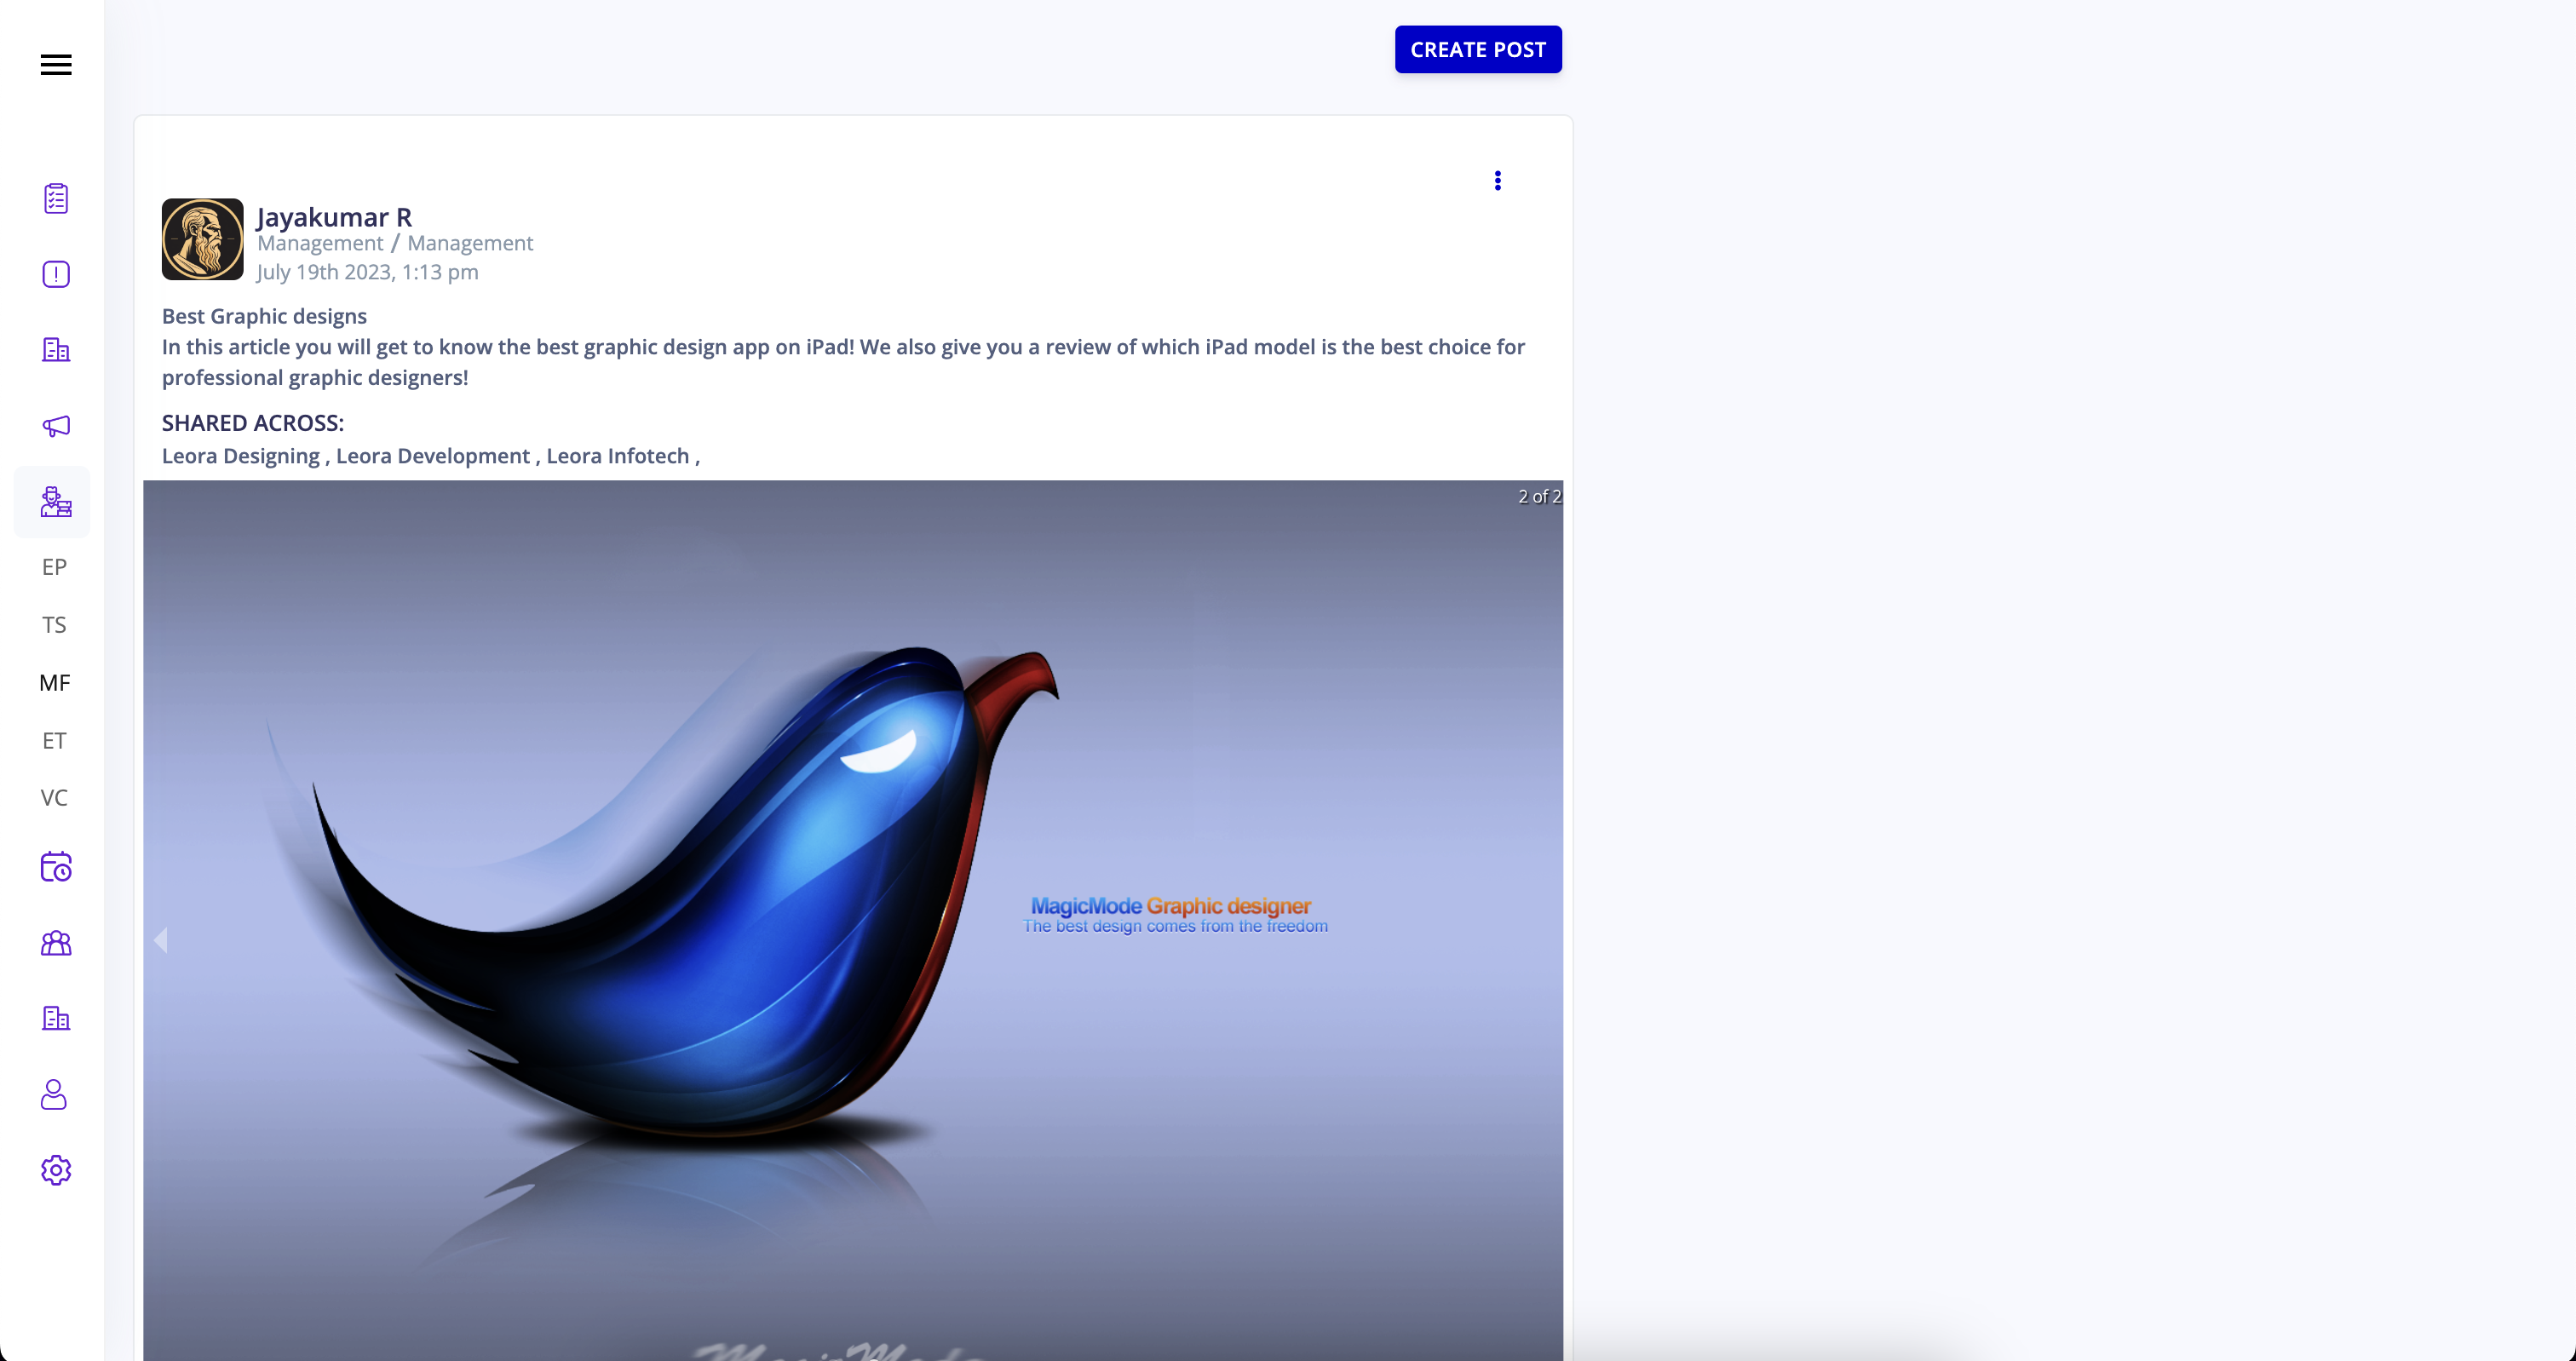 CREATE POST
Jayakumar R
Management / Management
July 19th 2023, 1:13 pm
Best Graphic designs
In this article you will get to know the best graphic design app on iPad! We also give you a review of which iPad model is the best choice for
professional graphic designers!
SHARED ACROSS:
Leora Designing , Leora Development , Leora Infotech ,
2 of 2
EP
TS
MF
ET
VC
MagicMode Graphic designer
The best design comes from the freedom
MagicMode